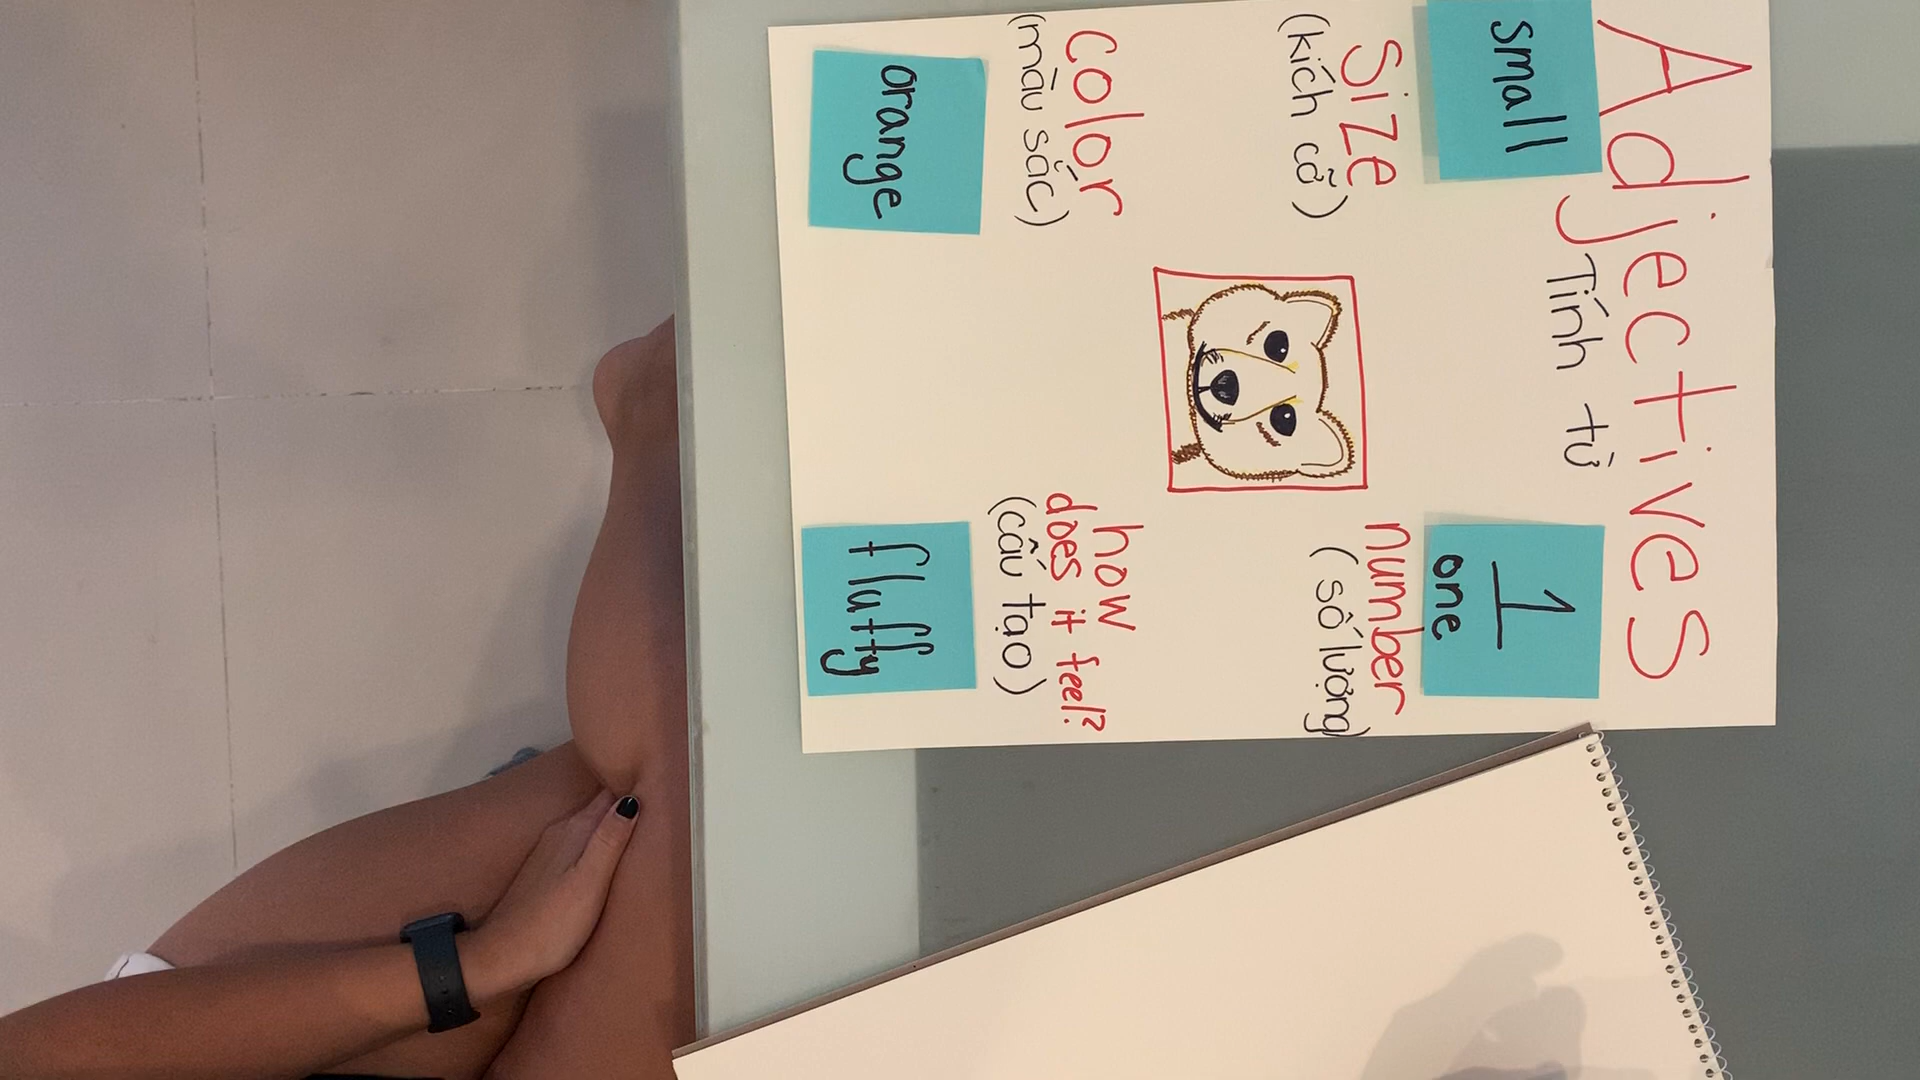 Adjectives
Tính từ
small
size
(kích cỡ)
1
one
number
(số lượng)
color
(màu sắc)
orange
how
does it feel?
(cấu tạo)
fluffy